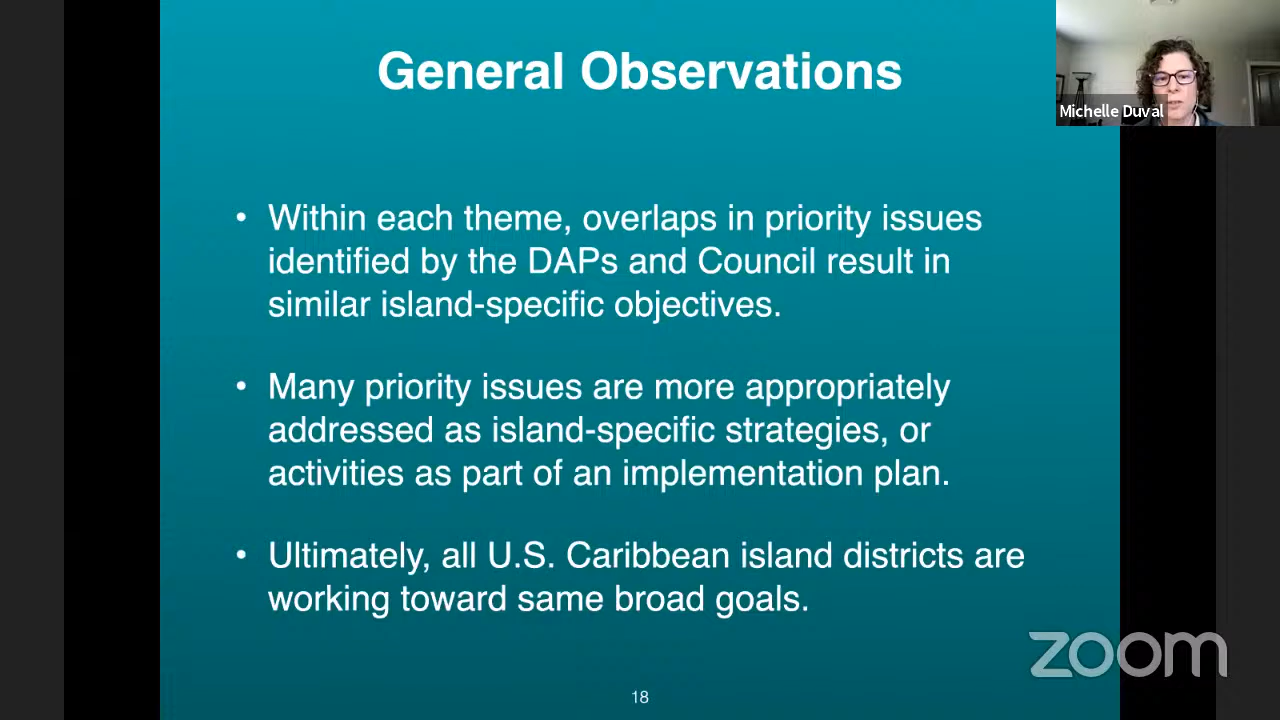 General Observations
Michelle Duval
• Within each theme, overlaps in priority issues
identified by the DAPs and Council result in
similar island-specific objectives.
• Many priority issues are more appropriately
addressed as island-specific strategies, or
activities as part of an implementation plan.
• Ultimately, all U.S. Caribbean island districts are
working toward same broad goals.
zoom
18